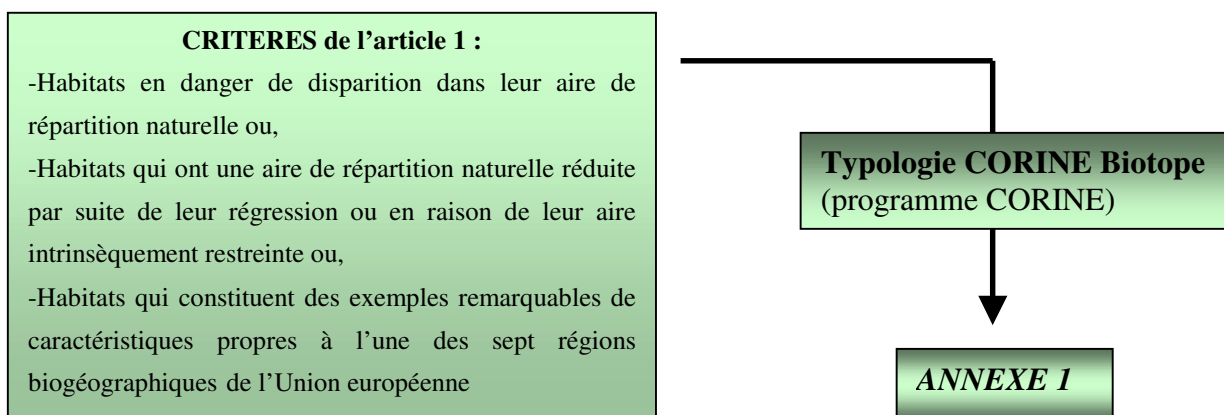 CRITERES de l’article 1 :
-Habitats en danger de disparition dans leur aire de
répartition naturelle ou,
-Habitats qui ont une aire de répartition naturelle réduite
par suite de leur régression ou en raison de leur aire
intrinsèquement restreinte ou,
-Habitats qui constituent des exemples remarquables de
caractéristiques propres à l’une des sept régions
biogéographiques de l’Union européenne
Typologie CORINE Biotope
(programme CORINE)
ANNEXE 1